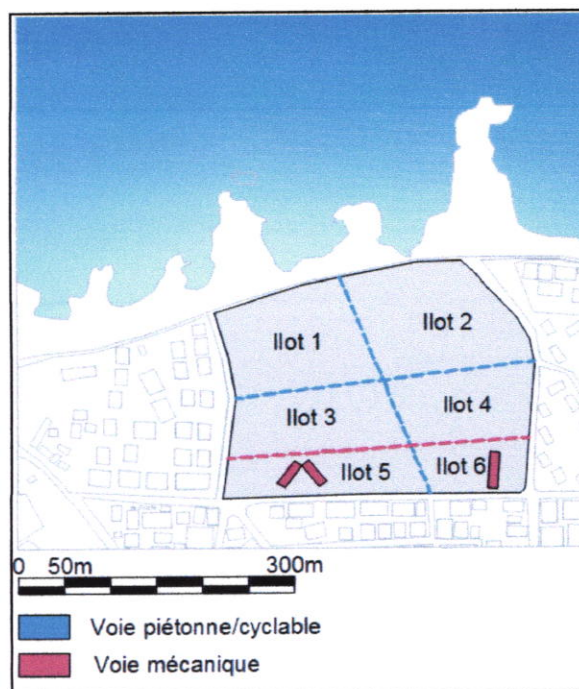 Ilot 1
Ilot 2
Ilot 3
Ilot 4
Ilot 5
Ilot 6
0 50m 300m
Voie piétonne/cyclable
Voie mécanique